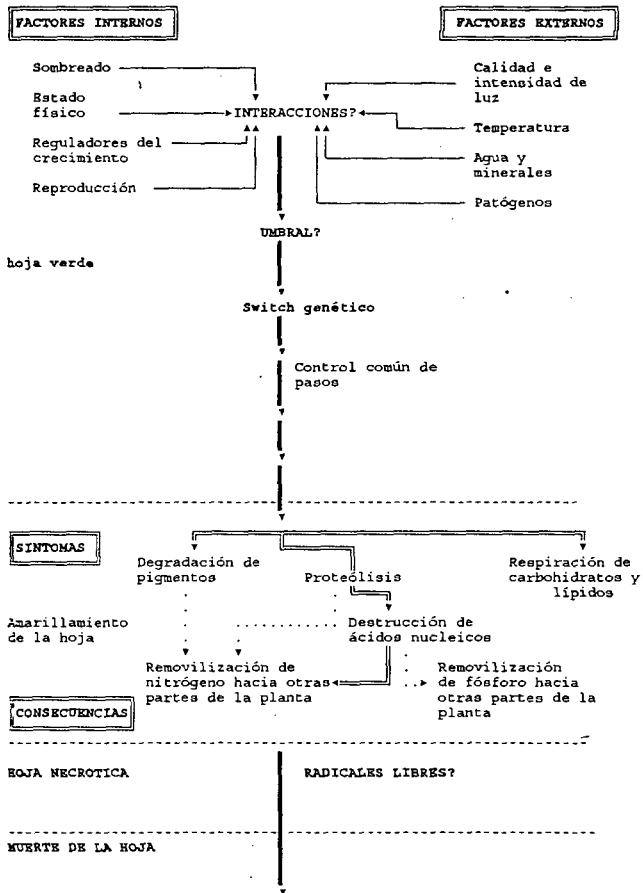 FACTORES INTERNOS
FACTORES EXTERNOS
Sombreado
Calidad e
intensidad de
luz
Estado
físico
INTERACCIONES?
Temperatura
Reguladores del
crecimiento
Agua y
minerales
Reproducción
Patógenos
UMBRAL?
hoja verde
Switch genético
Control común de
pasos
SINTOMAS
Degradación de
pigmentos
Proteólisis
Respiración de
carbohidratos y
lípidos
Amarillamiento
de la hoja
Destrucción de
ácidos nucleicos
Removilización de
nitrógeno hacia otras
partes de la planta
Removilización
de fósforo hacia
otras partes de la
planta
CONSECUENCIAS
HOJA NECROTICA
RADICALES LIBRES?
MUERTE DE LA HOJA